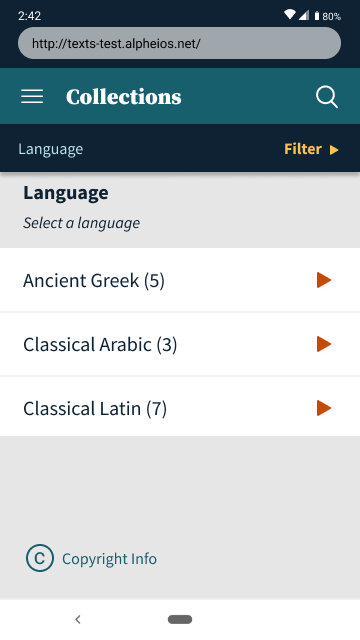 2:42
80%
http://texts-test.alpheios.net/
Collections
Language
Filter
Language
Select a language
Ancient Greek (5)
Classical Arabic (3)
Classical Latin (7)
C Copyright Info